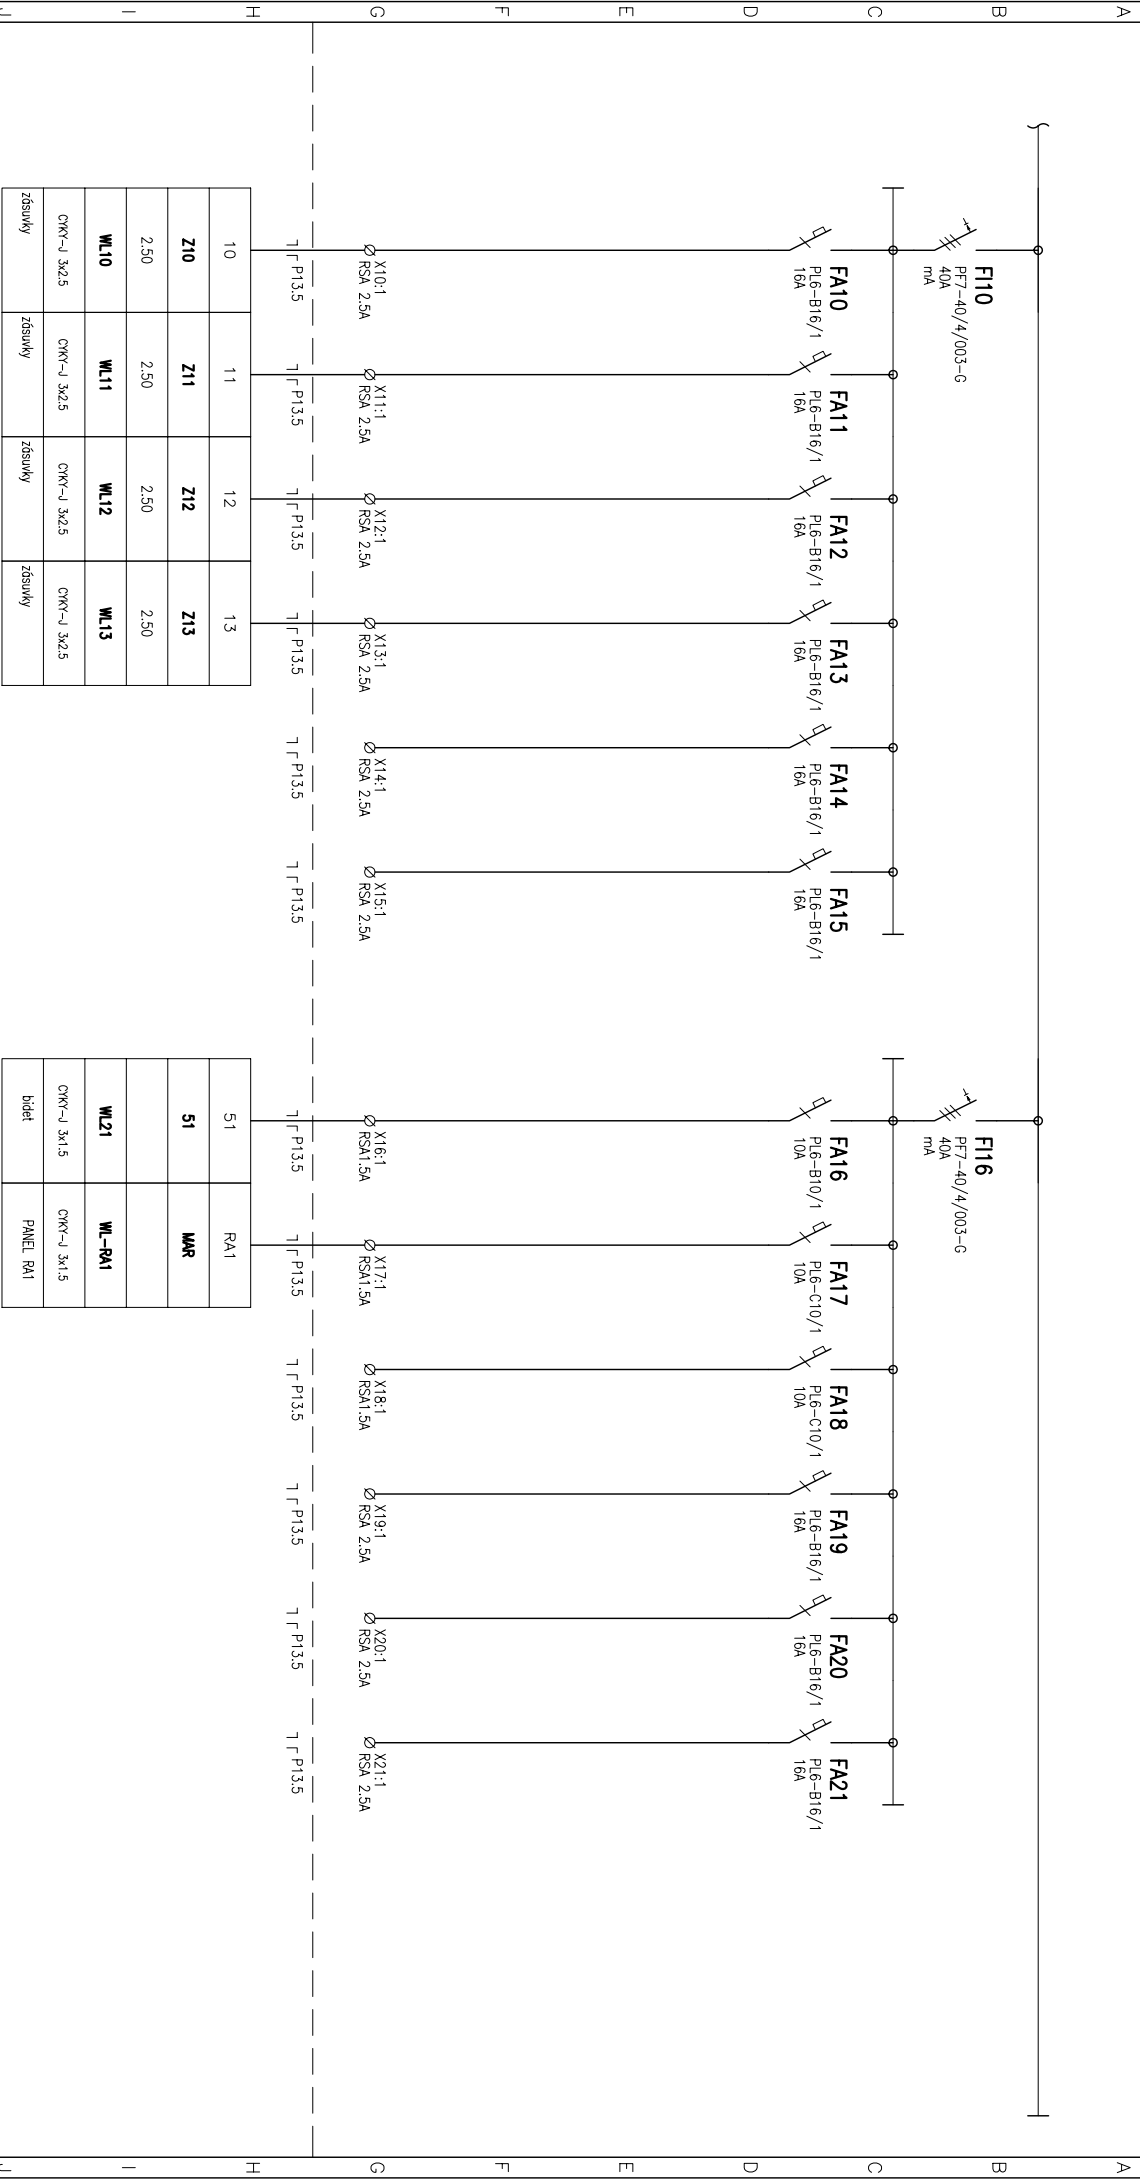 A
B
C
D
E
F
G
H
I
J
FI10
PF7-40/4/003-G
40A
mA
FI16
PF7-40/4/003-G
40A
mA
FA10
PL6-B16/1
16A
FA11
PL6-B16/1
16A
FA12
PL6-B16/1
16A
FA13
PL6-B16/1
16A
FA14
PL6-B16/1
16A
FA15
PL6-B16/1
16A
FA16
PL6-B10/1
10A
FA17
PL6-C10/1
10A
FA18
PL6-C10/1
10A
FA19
PL6-B16/1
16A
FA20
PL6-B16/1
16A
FA21
PL6-B16/1
16A
X10:1
RSA 2.5A
X11:1
RSA 2.5A
X12:1
RSA 2.5A
X13:1
RSA 2.5A
X14:1
RSA 2.5A
X15:1
RSA 2.5A
X16:1
RSA1.5A
X17:1
RSA1.5A
X18:1
RSA1.5A
X19:1
RSA 2.5A
X20:1
RSA 2.5A
X21:1
RSA 2.5A
P13.5
P13.5
P13.5
P13.5
P13.5
P13.5
P13.5
P13.5
P13.5
P13.5
P13.5
P13.5
10 11 12 13
Z10 Z11 Z12 Z13
2.50 2.50 2.50 2.50
WL10 WL11 WL12 WL13
CYKY-J 3x2.5 CYKY-J 3x2.5 CYKY-J 3x2.5 CYKY-J 3x2.5
zásuvky zásuvky zásuvky zásuvky
51 RA1
51 MAR
WL21 WL-RA1
CYKY-J 3x1.5 CYKY-J 3x1.5
bidet PANEL RA1
A
B
C
D
E
F
G
H
I
J